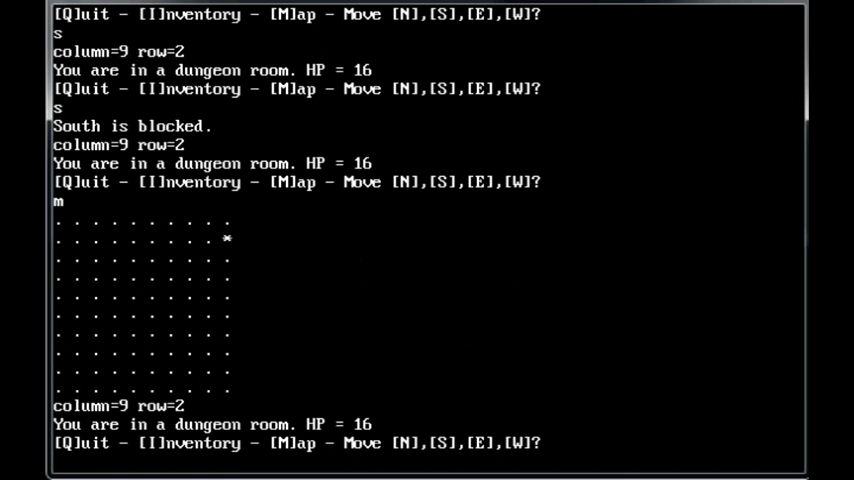 [Q]uit - [I]nventory - [M]ap - Move [N],[S],[E],[W]?
s
column=9 row=2
You are in a dungeon room. HP = 16
[Q]uit - [I]nventory - [M]ap - Move [N],[S],[E],[W]?
s
South is blocked.
column=9 row=2
You are in a dungeon room. HP = 16
[Q]uit - [I]nventory - [M]ap - Move [N],[S],[E],[W]?
m
. . . . . . . . . .
. . . . . . . . . *
. . . . . . . . . .
. . . . . . . . . .
. . . . . . . . . .
. . . . . . . . . .
. . . . . . . . . .
. . . . . . . . . .
. . . . . . . . . .
. . . . . . . . . .
column=9 row=2
You are in a dungeon room. HP = 16
[Q]uit - [I]nventory - [M]ap - Move [N],[S],[E],[W]?